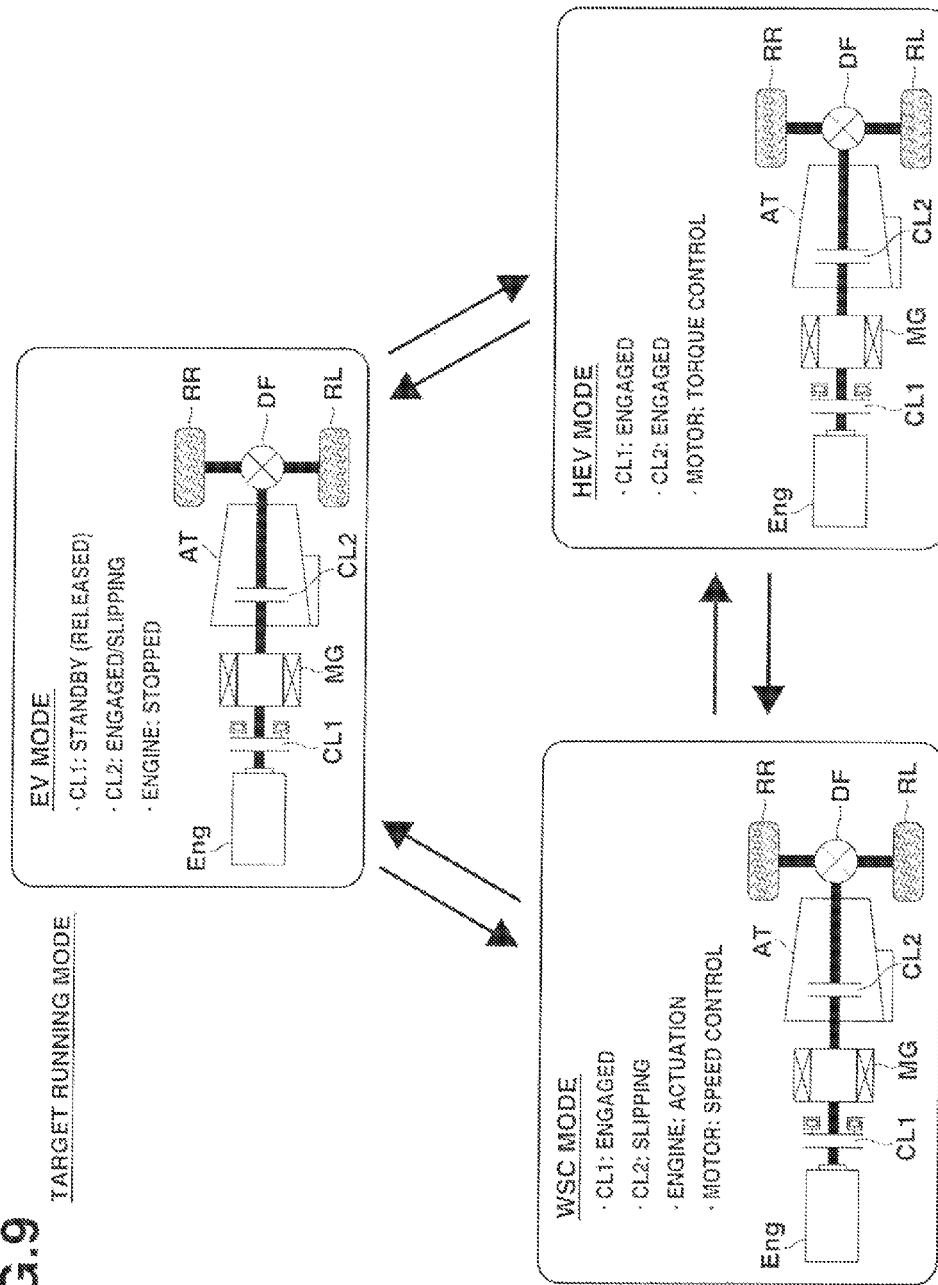 G.9
TARGET RUNNING MODE
EV MODE
· CL1: STANDBY (RELEASED)
· CL2: ENGAGED/SLIPPING
· ENGINE: STOPPED
Eng
CL1
MG
AT
CL2
RR
DF
RL
WSC MODE
· CL1: ENGAGED
· CL2: SLIPPING
· ENGINE: ACTUATION
· MOTOR: SPEED CONTROL
Eng
CL1
MG
AT
CL2
RR
DF
RL
HEV MODE
· CL1: ENGAGED
· CL2: ENGAGED
· MOTOR: TORQUE CONTROL
Eng
CL1
MG
AT
CL2
RR
DF
RL